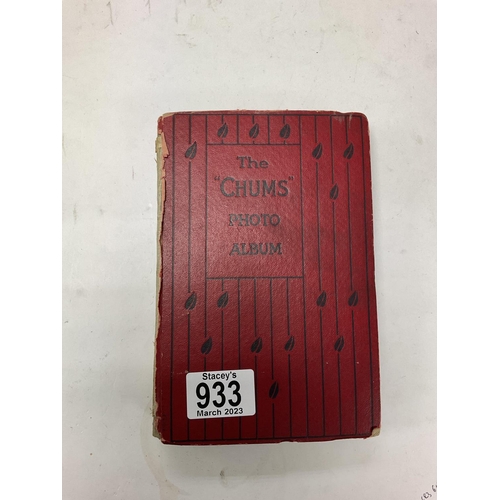 The
"CHUMS"
PHOTO
ALBUM
Stacey's
933
March 2023